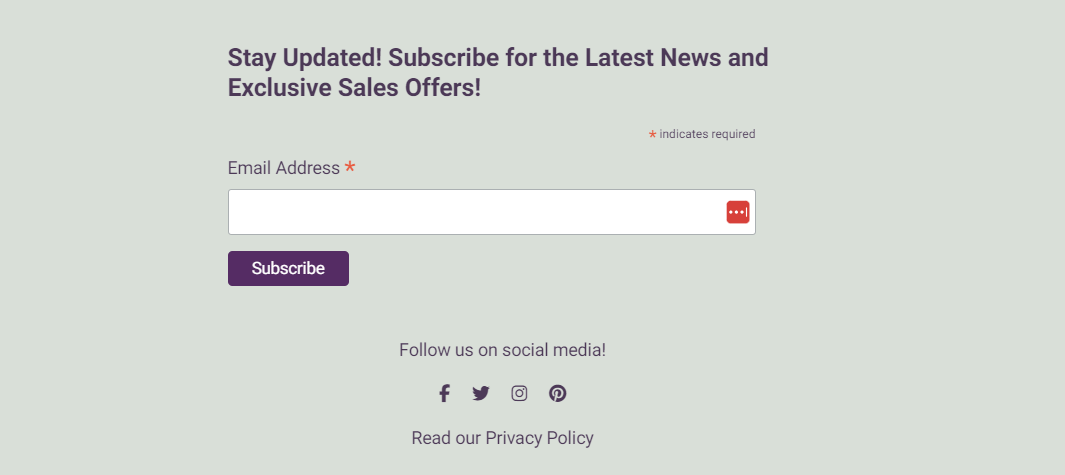 Stay Updated! Subscribe for the Latest News and
Exclusive Sales Offers!
* indicates required
Email Address *
Subscribe
Follow us on social media!
Read our Privacy Policy